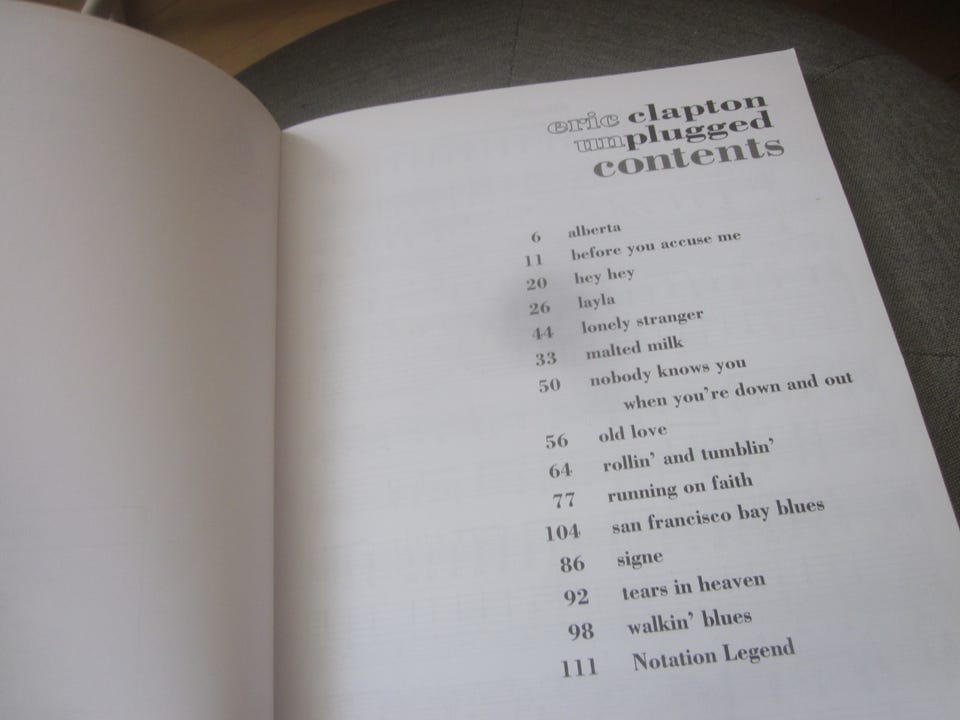 eric clapton
unplugged
contents
6 alberta
11 before you accuse me
20 hey hey
26 layla
44 lonely stranger
33 malted milk
50 nobody knows you
when you're down and out
56 old love
64 rollin' and tumblin'
77 running on faith
104 san francisco bay blues
86 signe
92 tears in heaven
98 walkin' blues
111 Notation Legend